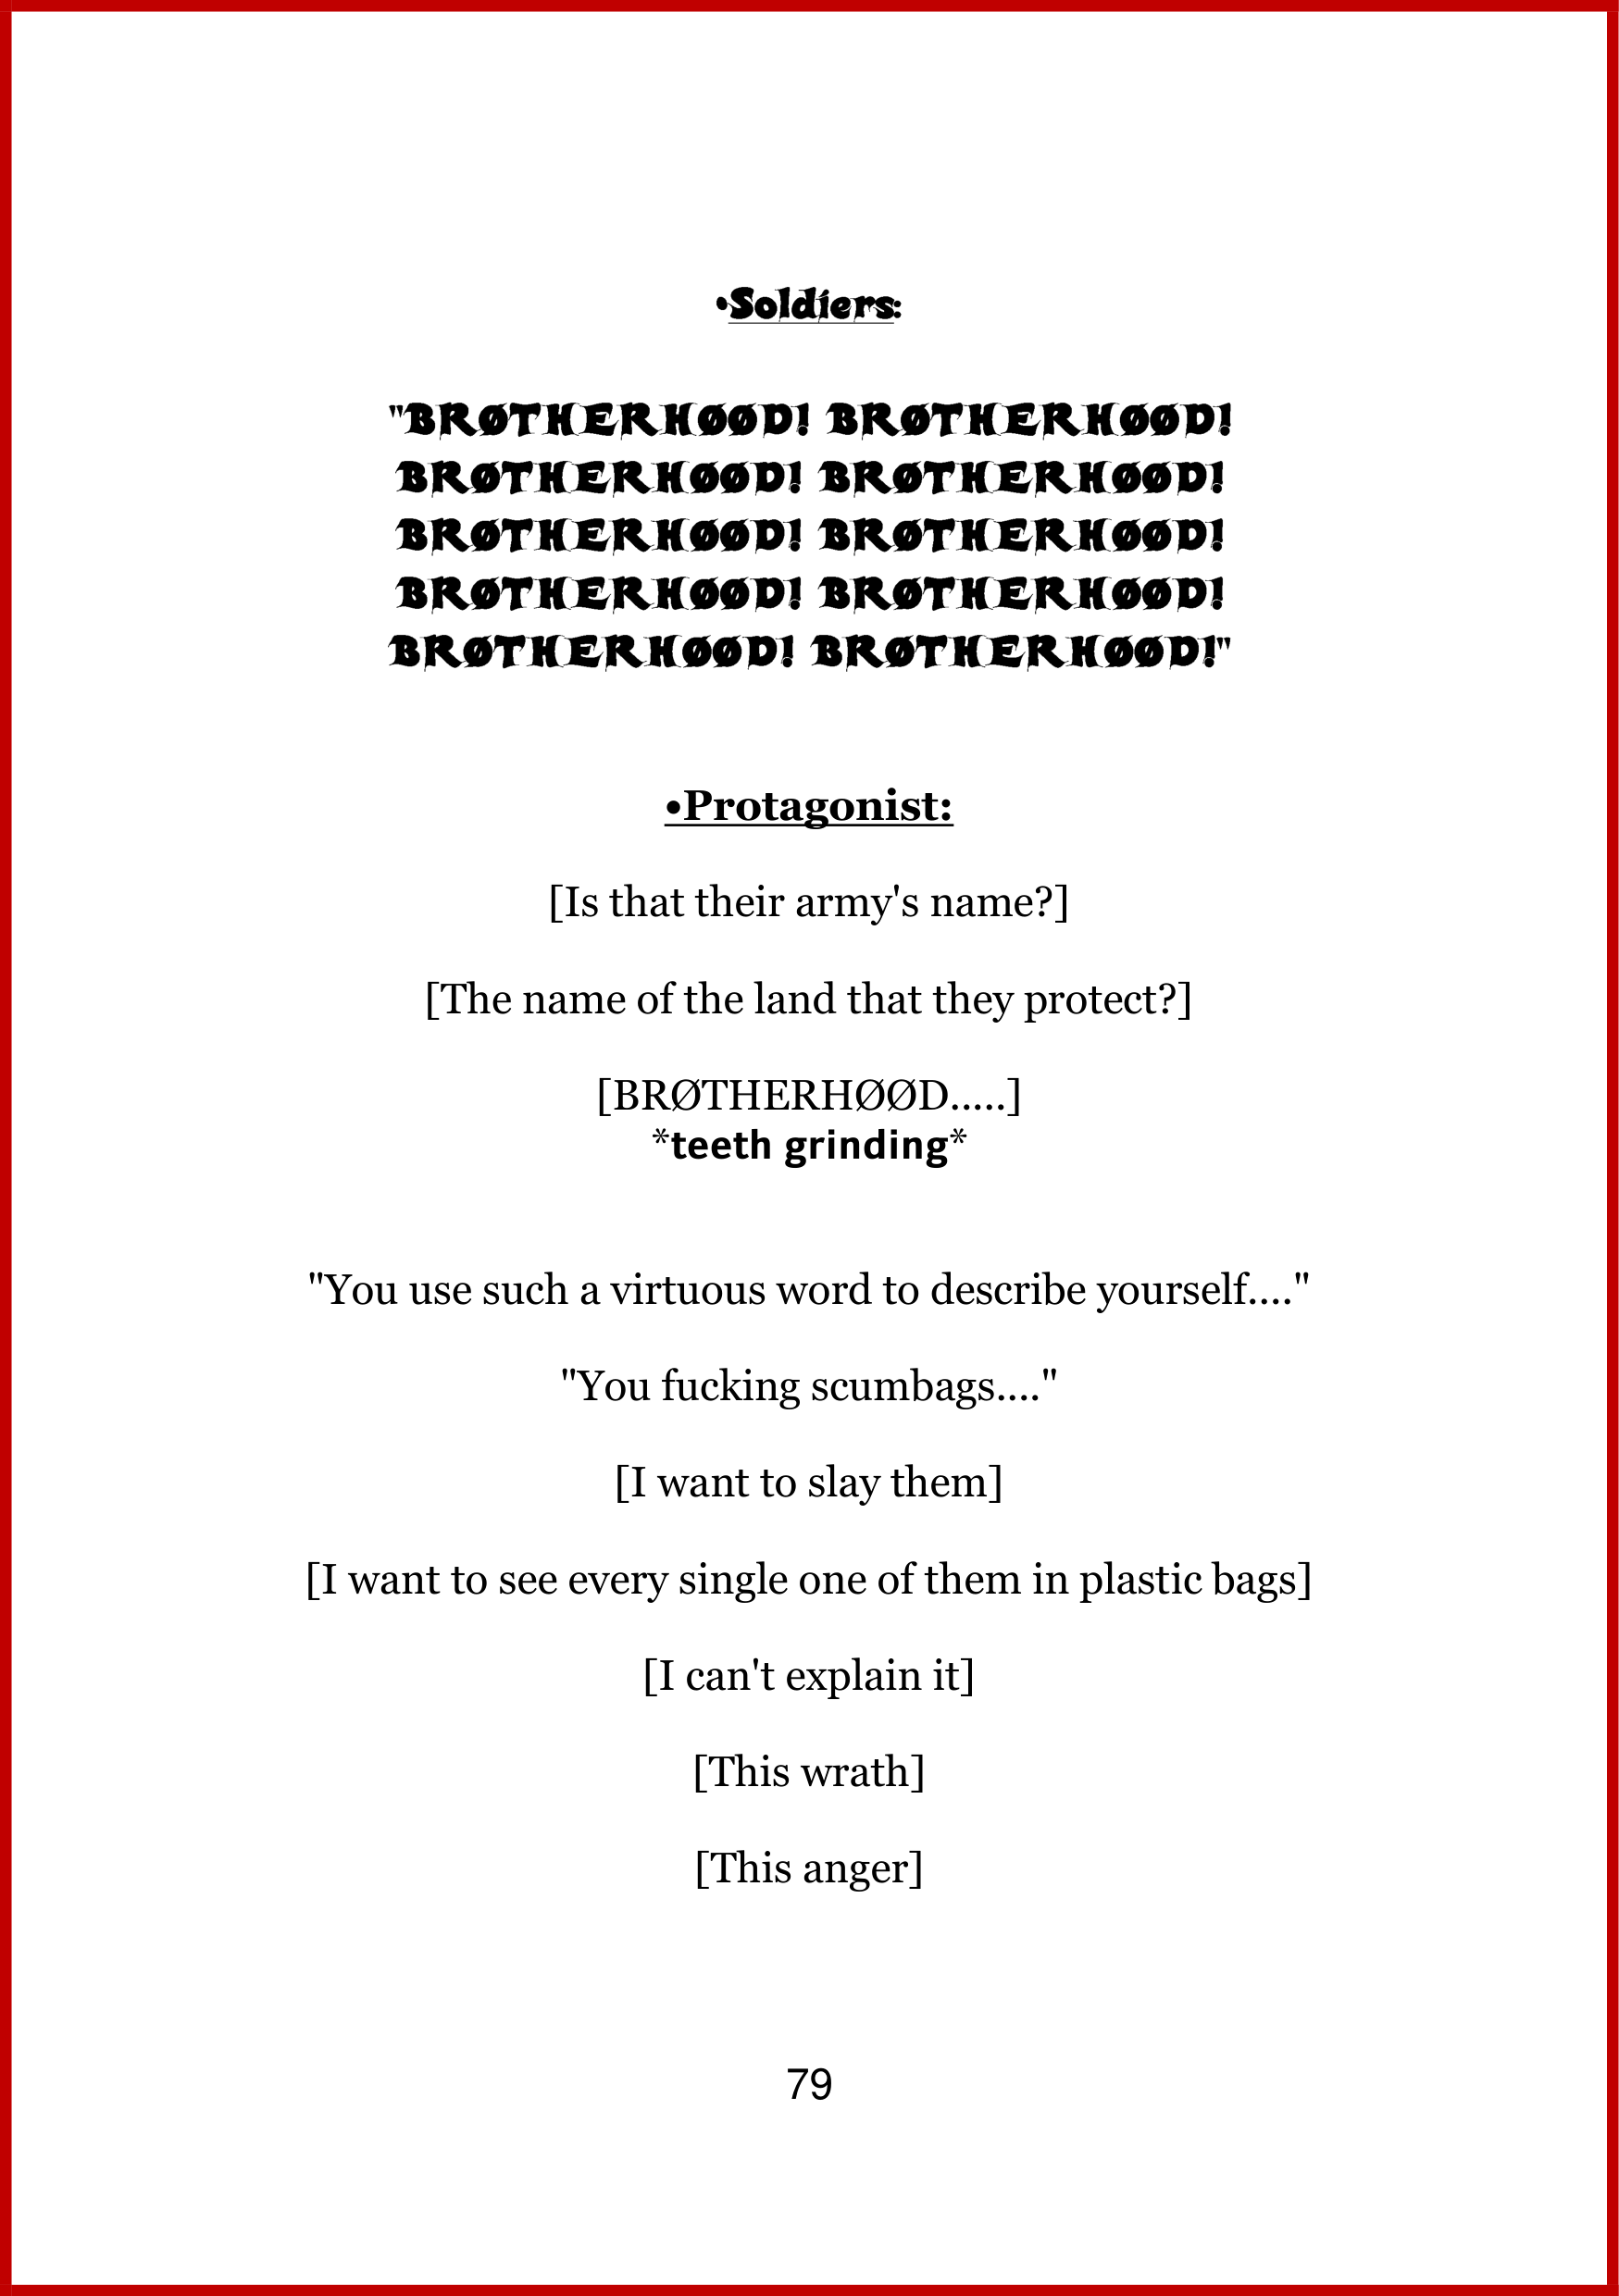 •Soldiers:
"BRØTHERHØØD! BRØTHERHØØD!
BRØTHERHØØD! BRØTHERHØØD!
BRØTHERHØØD! BRØTHERHØØD!
BRØTHERHØØD! BRØTHERHØØD!
BRØTHERHØØD! BRØTHERHØØD!"
•Protagonist:
[Is that their army's name?]
[The name of the land that they protect?]
[BRØTHERHØØD.....]
*teeth grinding*
"You use such a virtuous word to describe yourself...."
"You fucking scumbags...."
[I want to slay them]
[I want to see every single one of them in plastic bags]
[I can't explain it]
[This wrath]
[This anger]
79